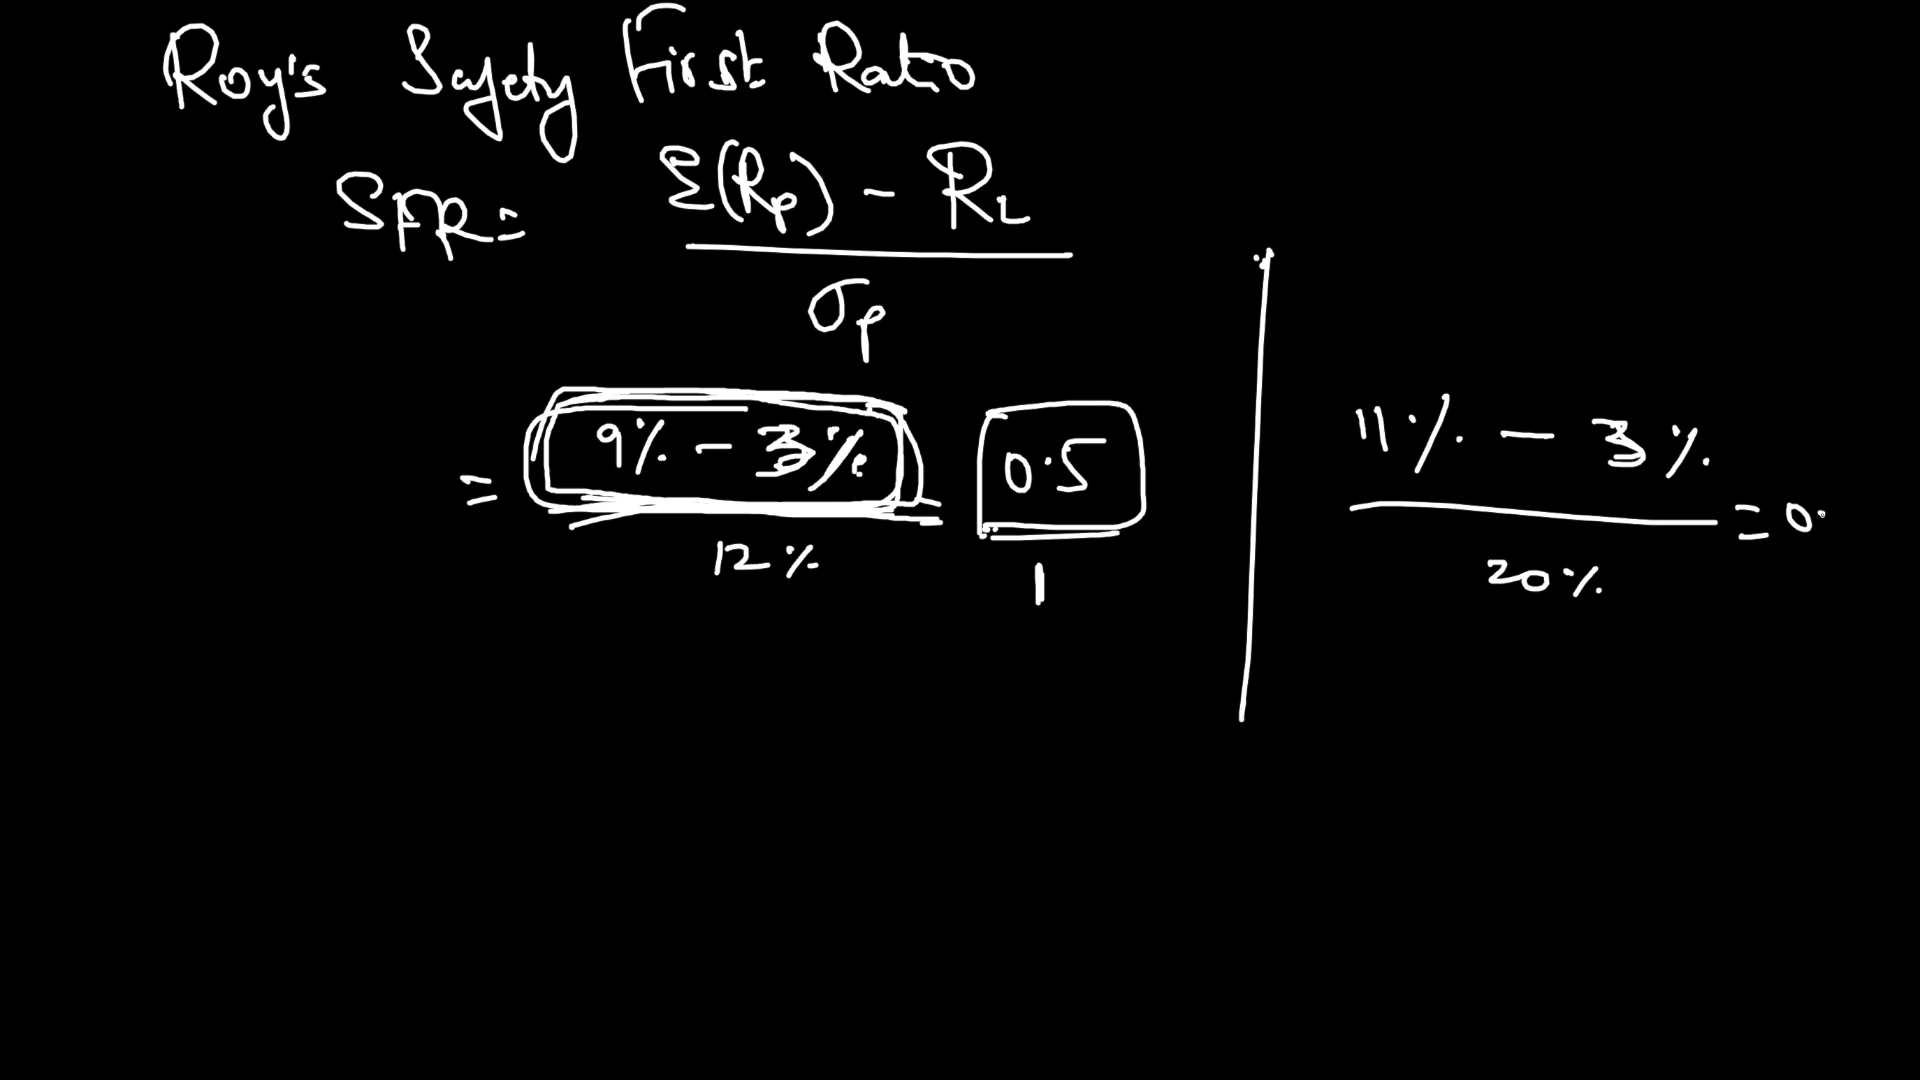 Roy's Safety First Ratio
SFR = E(Rp) - RL
σp
= 9% - 3% = 0.5
12% 1
11% - 3% = 0.
20%